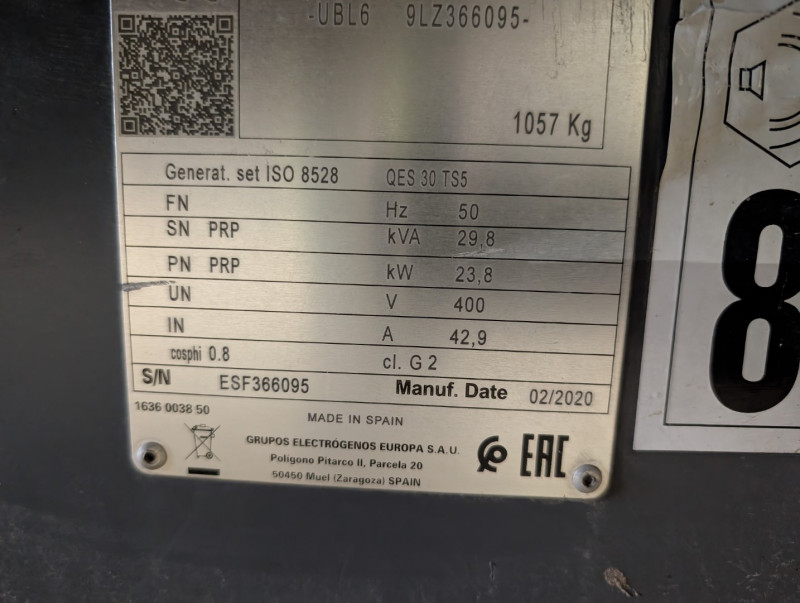 -UBL6 9LZ366095-
1057 Kg
Generat. set ISO 8528 QES 30 TS5
FN Hz 50
SN PRP kVA 29,8
PN PRP kW 23,8
UN V 400
IN A 42,9
cosphi 0.8 cl. G 2
S/N ESF366095 Manuf. Date 02/2020
1636 0038 50
MADE IN SPAIN
GRUPOS ELECTRÓGENOS EUROPA S.A.U.
Polígono Pitarco II, Parcela 20
50450 Muel (Zaragoza) SPAIN
EAC
8